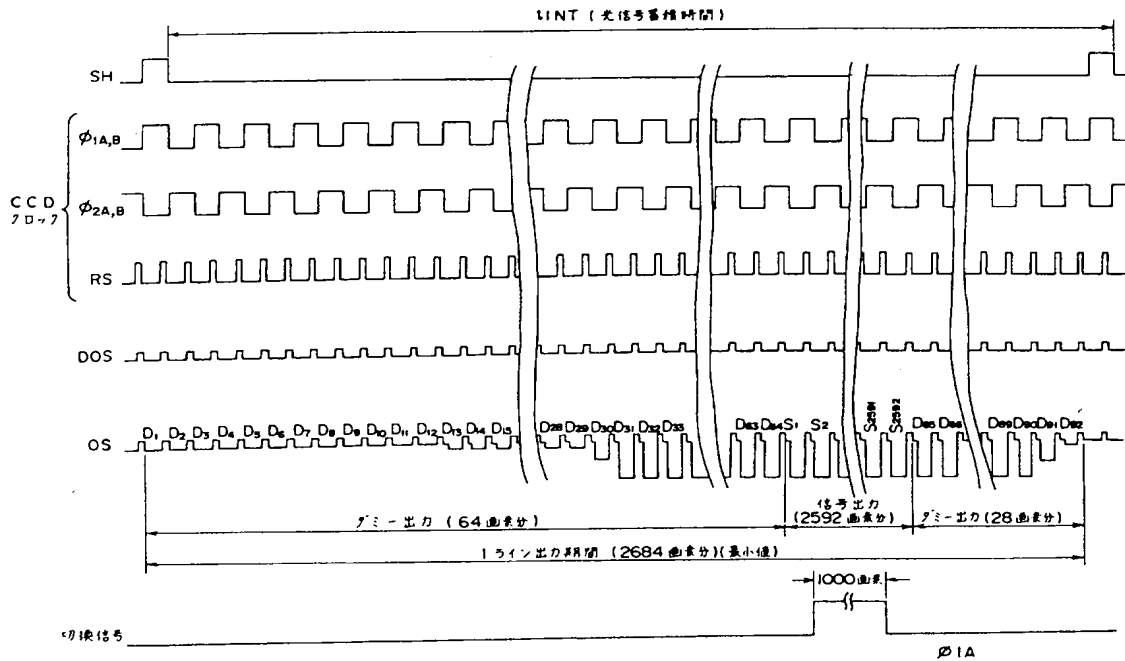 tINT (光信号蓄積時間)
SH
φ1A,B
CCD
クロック
φ2A,B
RS
DOS
OS
D1 D2 D3 D4 D5 D6 D7 D8 D9 D10 D11 D12 D13 D14 D15 D28 D29 D30 D31 D32 D33 D63 D64 S1 S2 S2591 S2592 D65 D66 D89 D90 D91 D92
ダミー出力 (64画素分)
信号出力
(2592画素分)
ダミー出力(28画素分)
1ライン出力期間 (2684画素分)(最小値)
1000画素
切換信号
φ1A